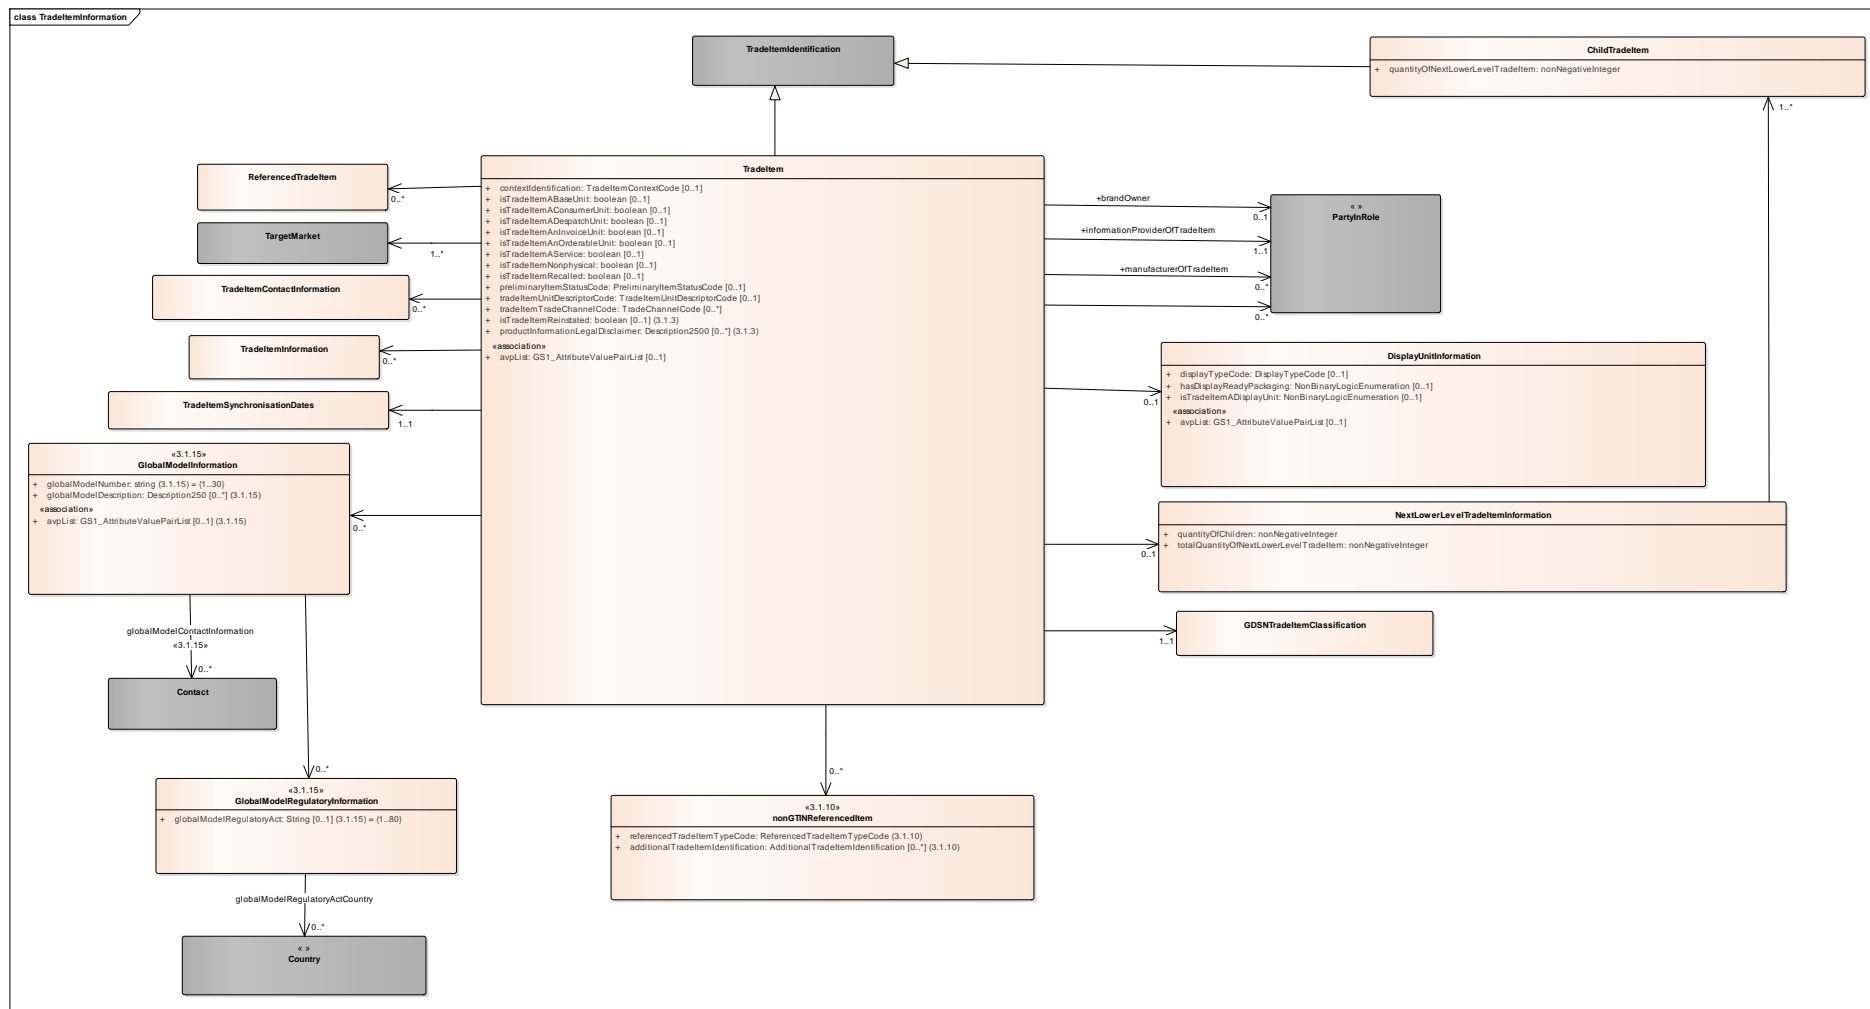 class TradeItemInformation
TradeItemIdentification
ChildTradeItem
+ quantityOfNextLowerLevelTradeItem: nonNegativeInteger
1..*
ReferencedTradeItem
0..*
TargetMarket
1..*
TradeItemContactInformation
0..*
TradeItemInformation
0..*
TradeItemSynchronisationDates
1..1
TradeItem
+ contextIdentification: TradeItemContextCode [0..1]
+ isTradeItemABaseUnit: boolean [0..1]
+ isTradeItemAConsumerUnit: boolean [0..1]
+ isTradeItemADespatchUnit: boolean [0..1]
+ isTradeItemAnInvoiceUnit: boolean [0..1]
+ isTradeItemAnOrderableUnit: boolean [0..1]
+ isTradeItemAService: boolean [0..1]
+ isTradeItemNonphysical: boolean [0..1]
+ isTradeItemRecalled: boolean [0..1]
+ preliminaryItemStatusCode: PreliminaryItemStatusCode [0..1]
+ tradeItemUnitDescriptorCode: TradeItemUnitDescriptorCode [0..1]
+ tradeItemTradeChannelCode: TradeChannelCode [0..*]
+ isTradeItemReinstated: boolean [0..1] (3.1.3)
+ productInformationLegalDisclaimer: Description2500 [0..*] (3.1.3)
«association»
+ avpList: GS1_AttributeValuePairList [0..1]
+brandOwner
0..1
+informationProviderOfTradeItem
1..1
+manufacturerOfTradeItem
0..*
0..*
« »
PartyInRole
DisplayUnitInformation
+ displayTypeCode: DisplayTypeCode [0..1]
+ hasDisplayReadyPackaging: NonBinaryLogicEnumeration [0..1]
+ isTradeItemADisplayUnit: NonBinaryLogicEnumeration [0..1]
«association»
+ avpList: GS1_AttributeValuePairList [0..1]
0..1
«3.1.15»
GlobalModelInformation
+ globalModelNumber: string (3.1.15) = {1..30}
+ globalModelDescription: Description250 [0..*] (3.1.15)
«association»
+ avpList: GS1_AttributeValuePairList [0..1] (3.1.15)
0..*
NextLowerLevelTradeItemInformation
+ quantityOfChildren: nonNegativeInteger
+ totalQuantityOfNextLowerLevelTradeItem: nonNegativeInteger
0..1
GDSNTradeItemClassification
1..1
globalModelContactInformation
«3.1.15»
0..*
Contact
0..*
«3.1.15»
GlobalModelRegulatoryInformation
+ globalModelRegulatoryAct: String [0..1] (3.1.15) = {1..80}
globalModelRegulatoryActCountry
0..*
« »
Country
0..*
«3.1.10»
nonGTINReferencedItem
+ referencedTradeItemTypeCode: ReferencedTradeItemTypeCode (3.1.10)
+ additionalTradeItemIdentification: AdditionalTradeItemIdentification [0..*] (3.1.10)